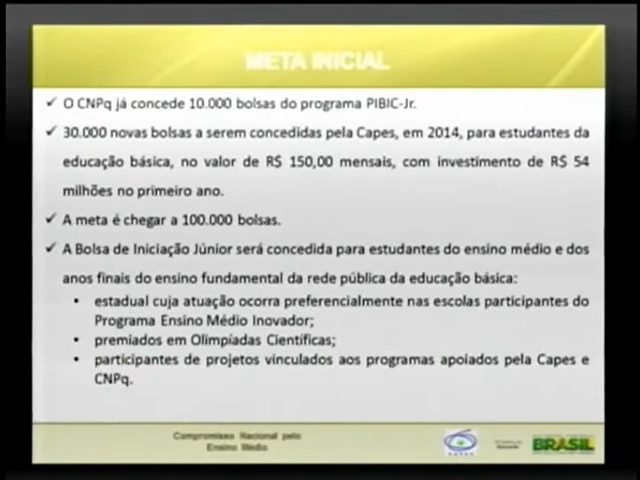 META INICIAL
✓ O CNPq já concede 10.000 bolsas do programa PIBIC-Jr.
✓ 30.000 novas bolsas a serem concedidas pela Capes, em 2014, para estudantes da
educação básica, no valor de R$ 150,00 mensais, com investimento de R$ 54
milhões no primeiro ano.
✓ A meta é chegar a 100.000 bolsas.
✓ A Bolsa de Iniciação Júnior será concedida para estudantes do ensino médio e dos
anos finais do ensino fundamental da rede pública da educação básica:
• estadual cuja atuação ocorra preferencialmente nas escolas participantes do
Programa Ensino Médio Inovador;
• premiados em Olimpíadas Científicas;
• participantes de projetos vinculados aos programas apoiados pela Capes e
CNPq.
Compromisso Nacional pelo
Ensino Médio
BRASIL